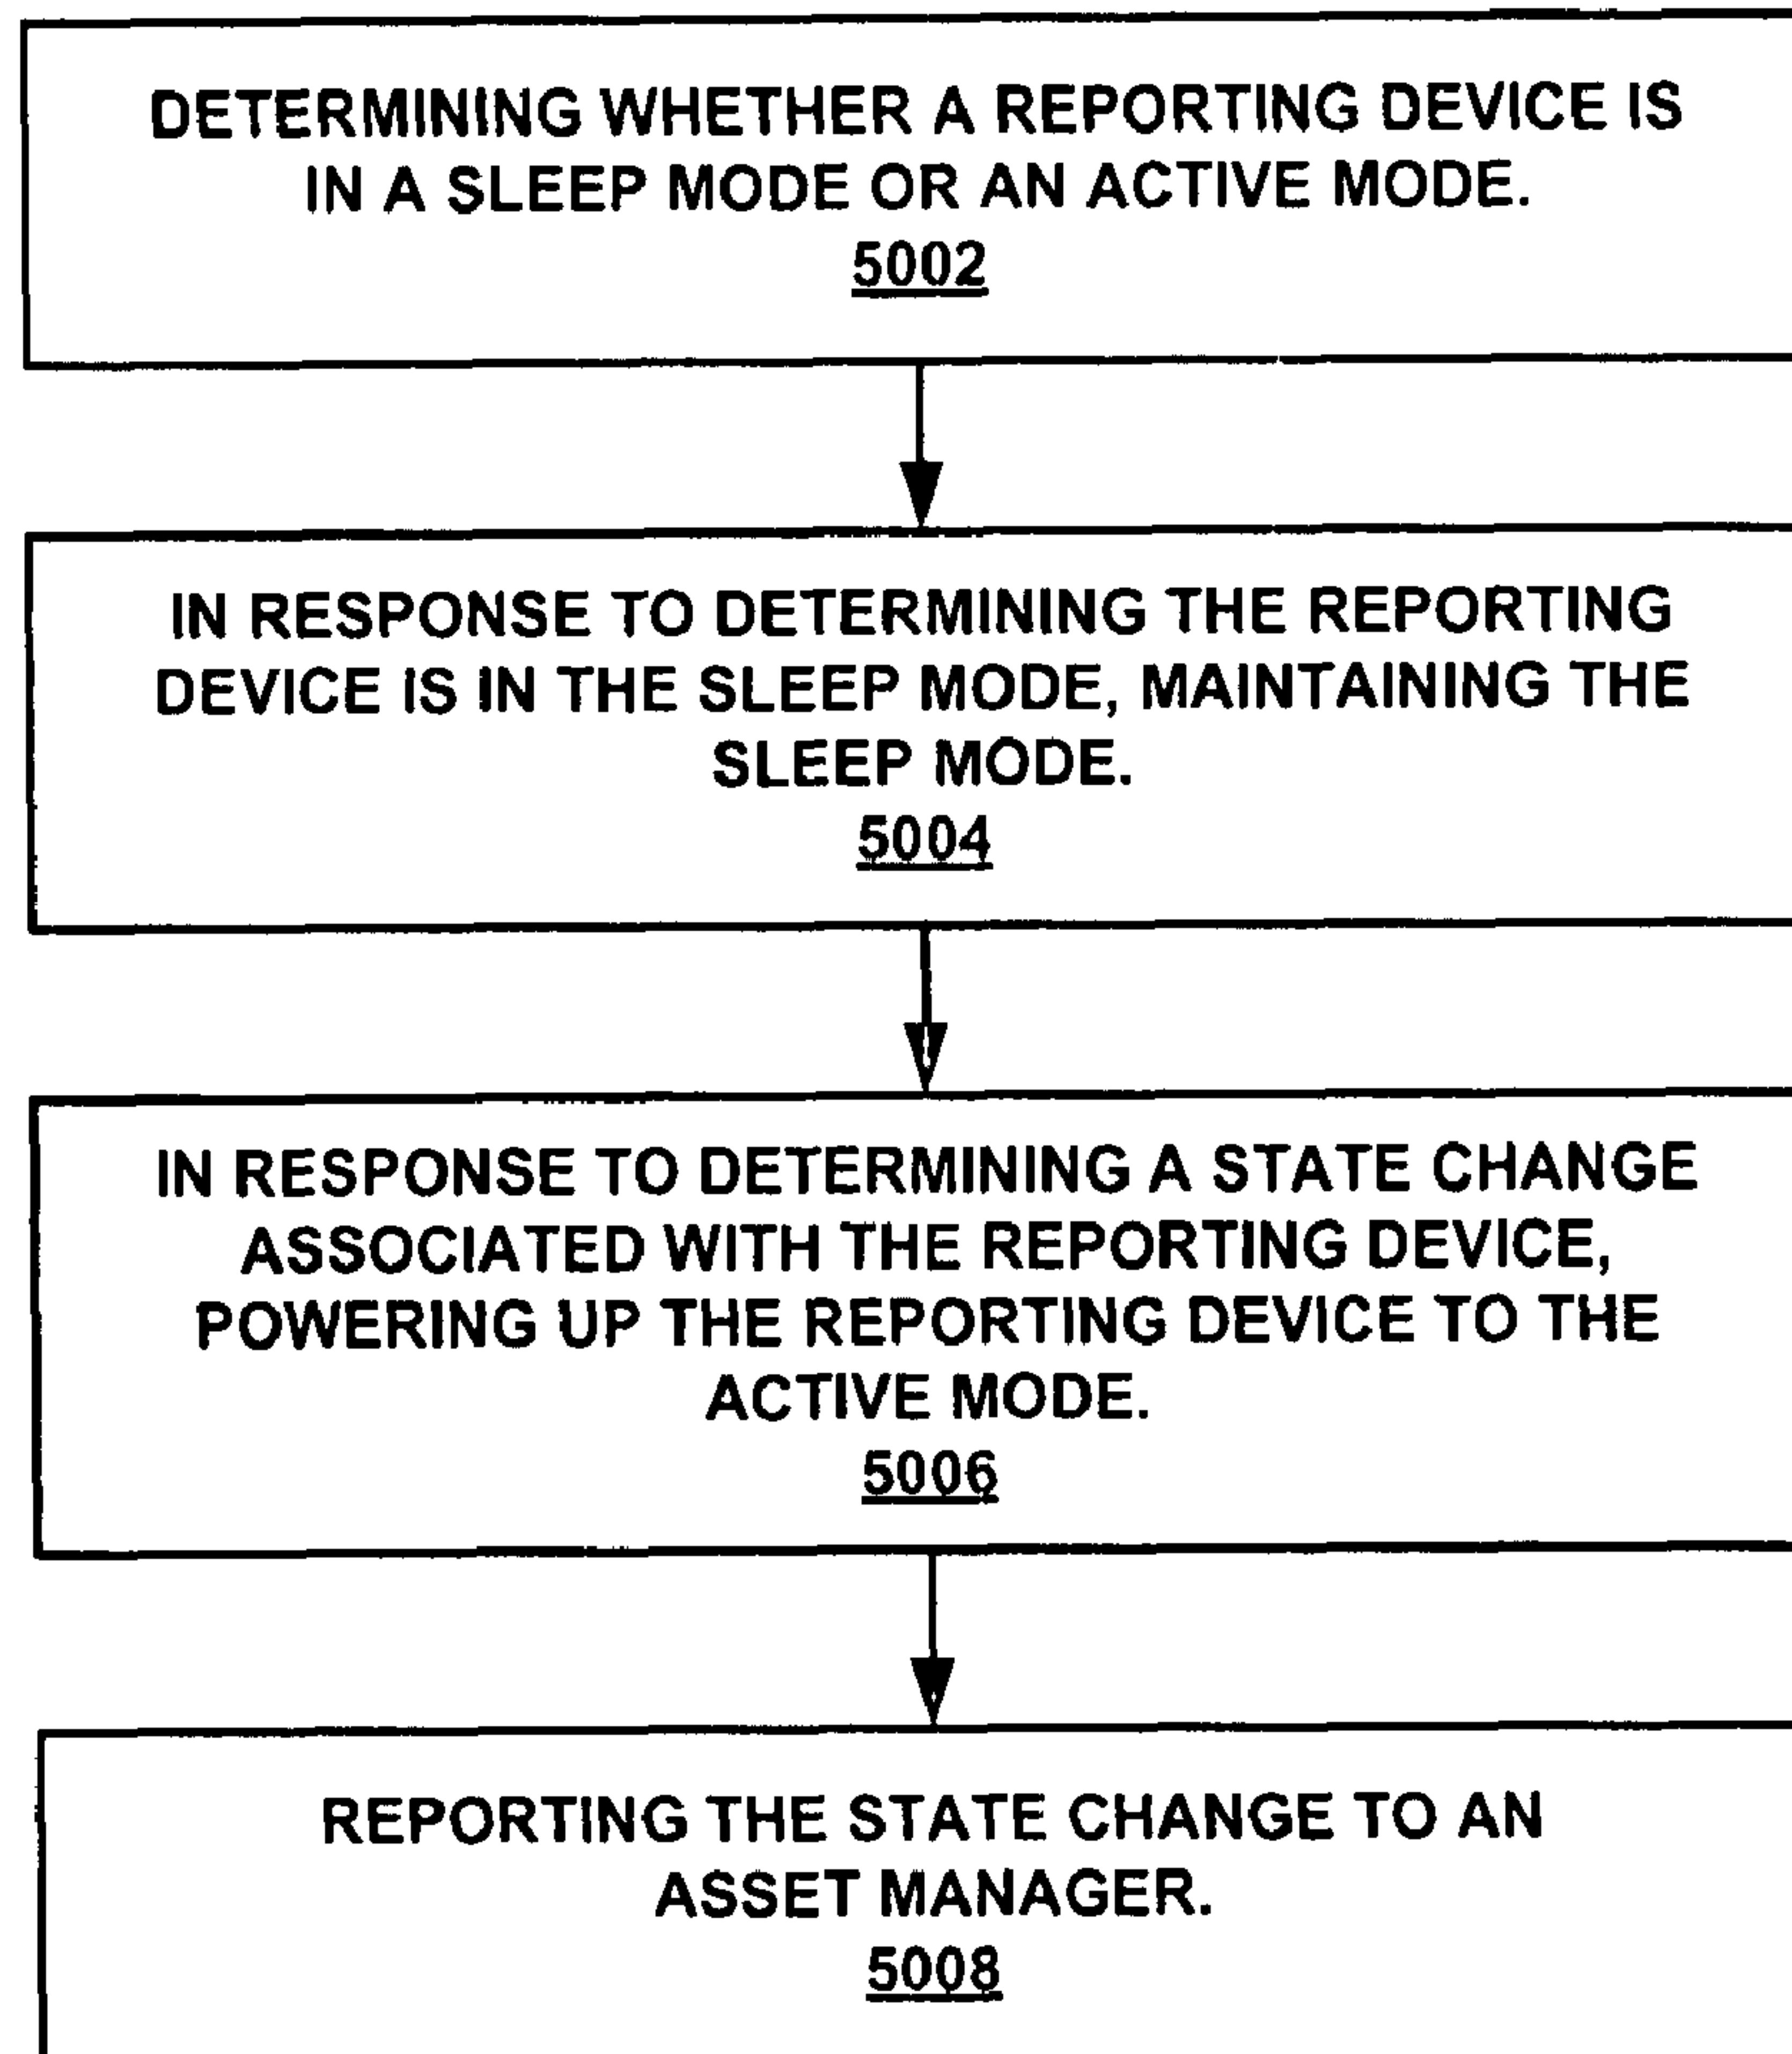 DETERMINING WHETHER A REPORTING DEVICE IS
IN A SLEEP MODE OR AN ACTIVE MODE.
5002
IN RESPONSE TO DETERMINING THE REPORTING
DEVICE IS IN THE SLEEP MODE, MAINTAINING THE
SLEEP MODE.
5004
IN RESPONSE TO DETERMINING A STATE CHANGE
ASSOCIATED WITH THE REPORTING DEVICE,
POWERING UP THE REPORTING DEVICE TO THE
ACTIVE MODE.
5006
REPORTING THE STATE CHANGE TO AN
ASSET MANAGER.
5008